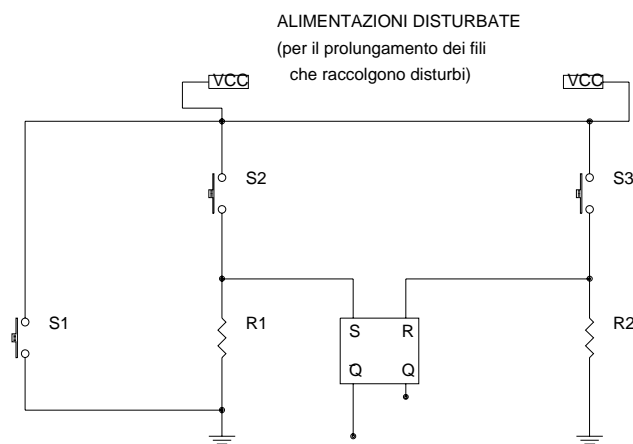 ALIMENTAZIONI DISTURBATE
(per il prolungamento dei fili
che raccolgono disturbi)
VCC VCC
S2 S3
S1 R1 S R R2
Q̅ Q